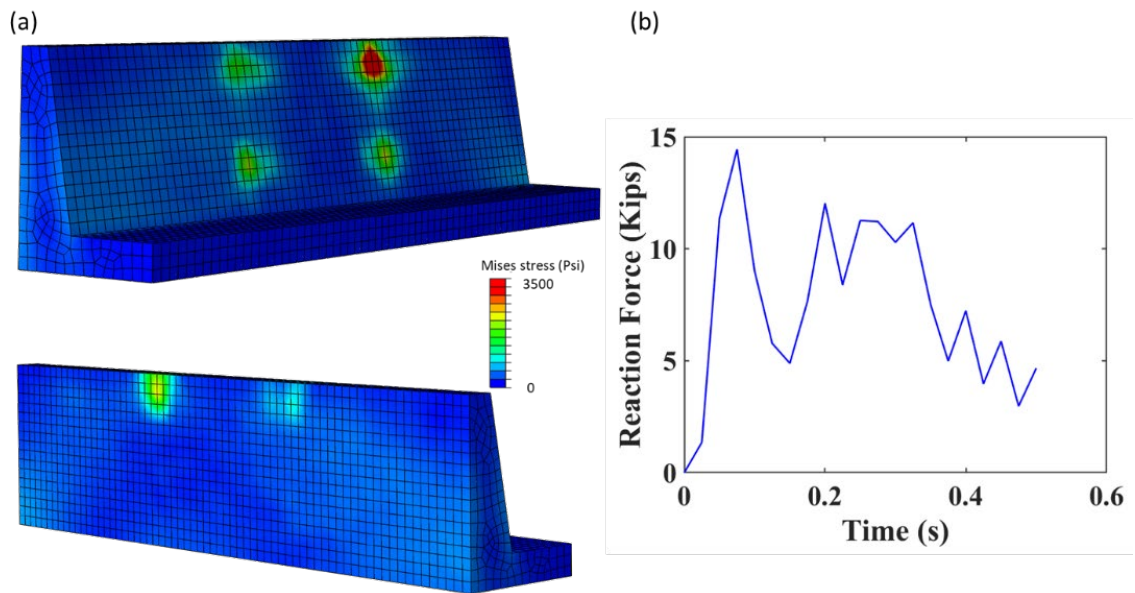 (a)
(b)
Mises stress (Psi)
3500
0
Reaction Force (Kips)
15
10
5
0
0
0.2
0.4
0.6
Time (s)